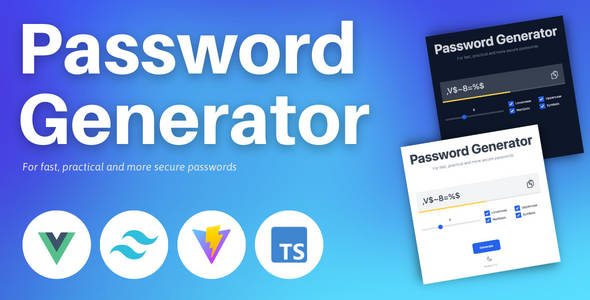 Password
Generator
For fast, practical and more secure passwords
TS
Password Generator
For fast, practical and more secure passwords
,V$~8=%$
8
Lowercase
Uppercase
Numbers
Symbols
Password Generator
For fast, practical and more secure passwords
,V$~8=%$
8
Lowercase
Uppercase
Numbers
Symbols
Generate